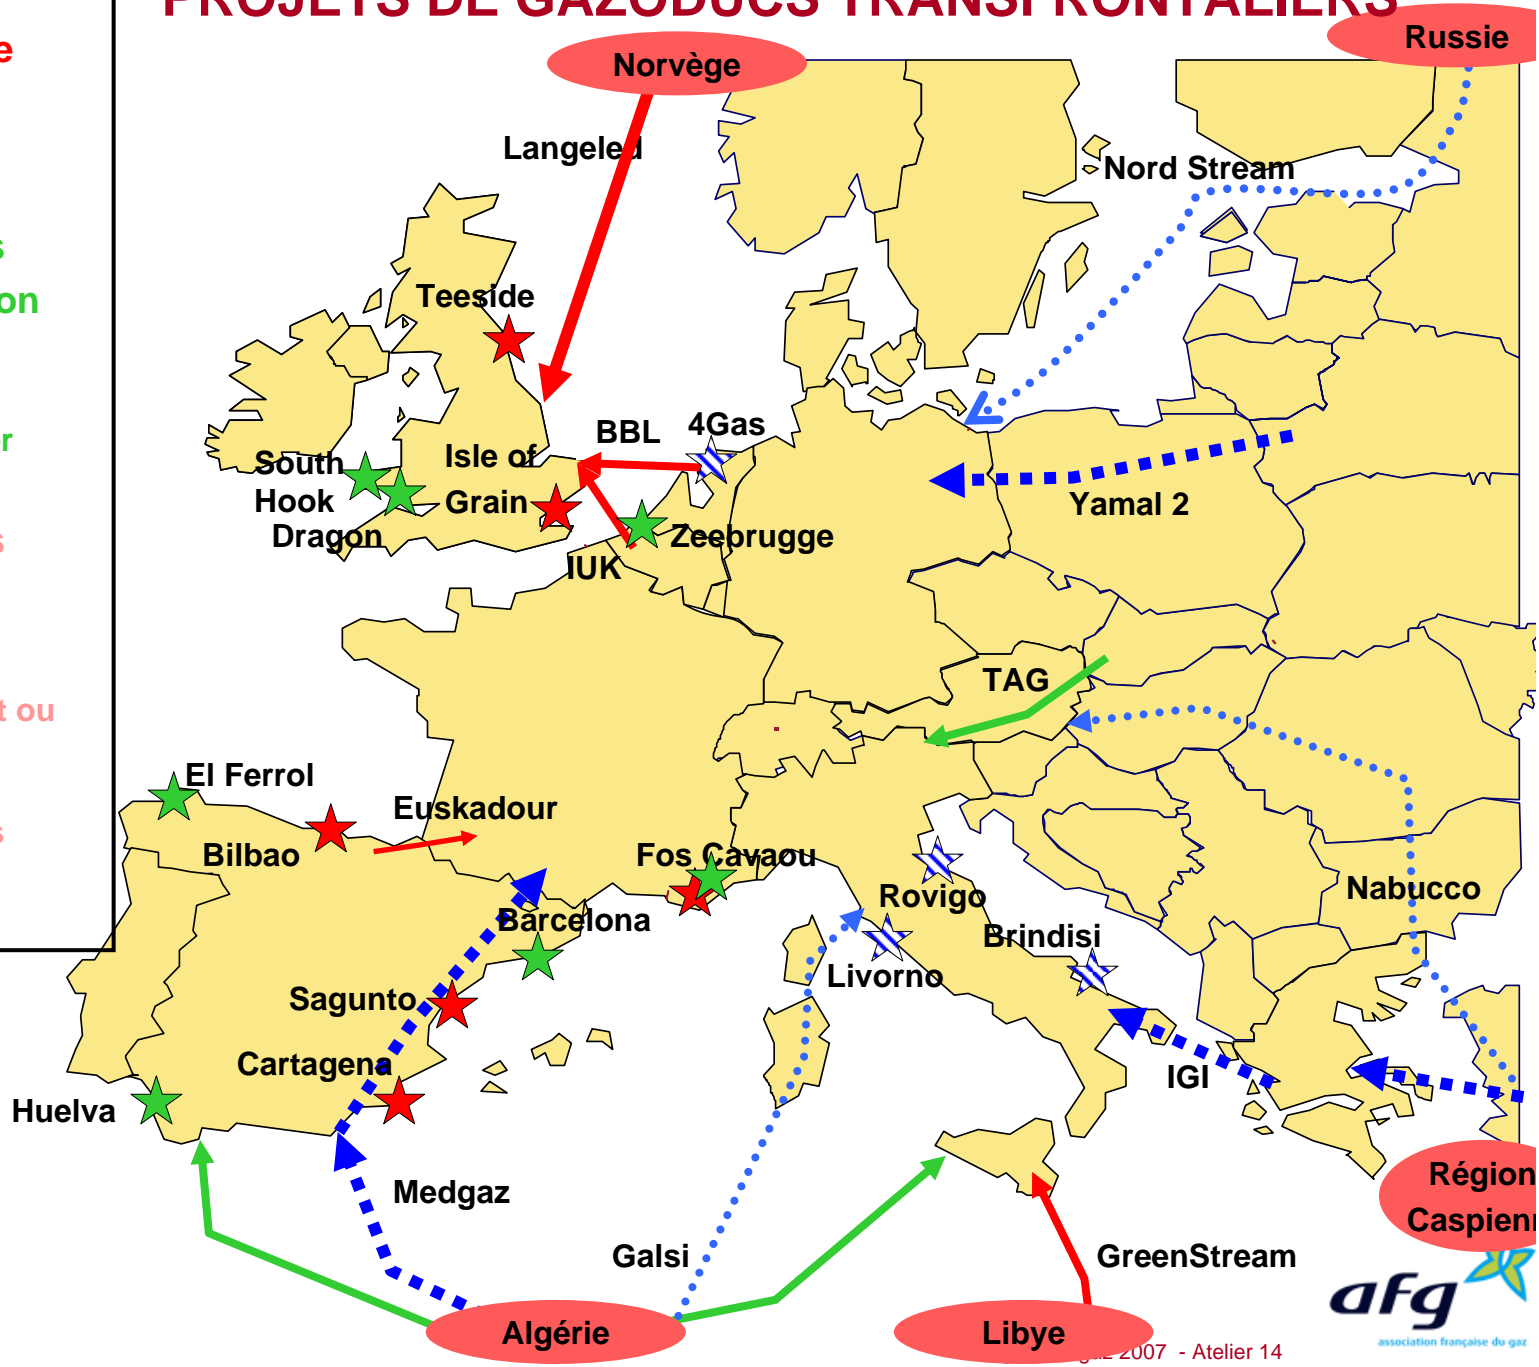 PROJETS DE GAZODUCS TRANSFRONTALIERS
Norvège
Russie
e
Langeled
Nord Stream
s
on
Teeside
r
BBL
4Gas
South
Hook
Dragon
Isle of
Grain
Zeebrugge
IUK
Yamal 2
s
TAG
t ou
El Ferrol
Euskadour
s
Bilbao
Fos Cavaou
Rovigo
Nabucco
Barcelona
Brindisi
Livorno
Sagunto
Cartagena
IGI
Huelva
Medgaz
Région
Caspienn
Galsi
GreenStream
Algérie
Libye
afg
association française du gaz
gaz 2007 - Atelier 14